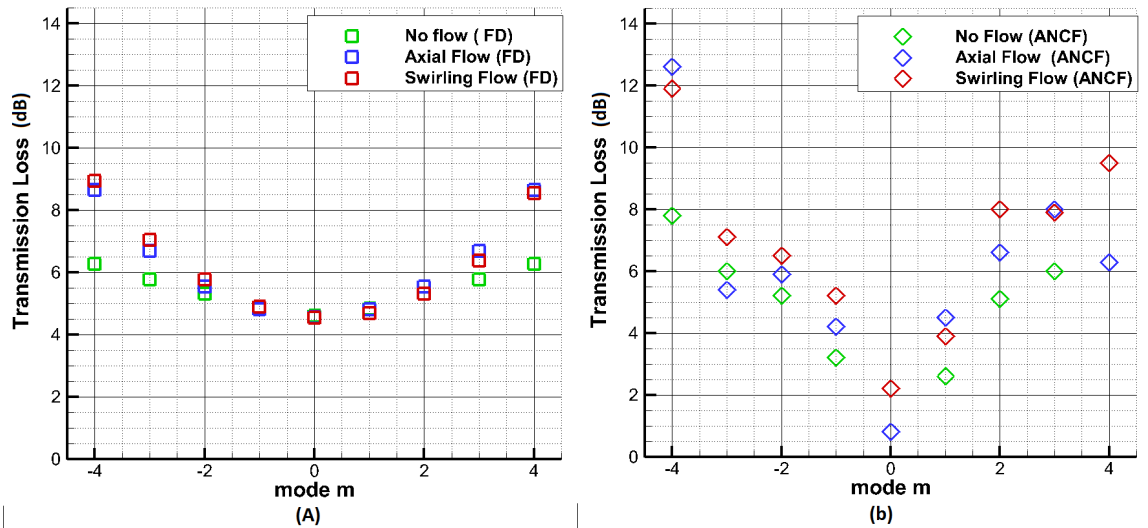 14
12
10
8
6
4
2
0
Transmission Loss (dB)
No flow ( FD)
Axial Flow (FD)
Swirling Flow (FD)
-4 -2 0 2 4
mode m
(A)
14
12
10
8
6
4
2
0
Transmission Loss (dB)
No Flow (ANCF)
Axial Flow (ANCF)
Swirling Flow (ANCF)
-4 -2 0 2 4
mode m
(b)